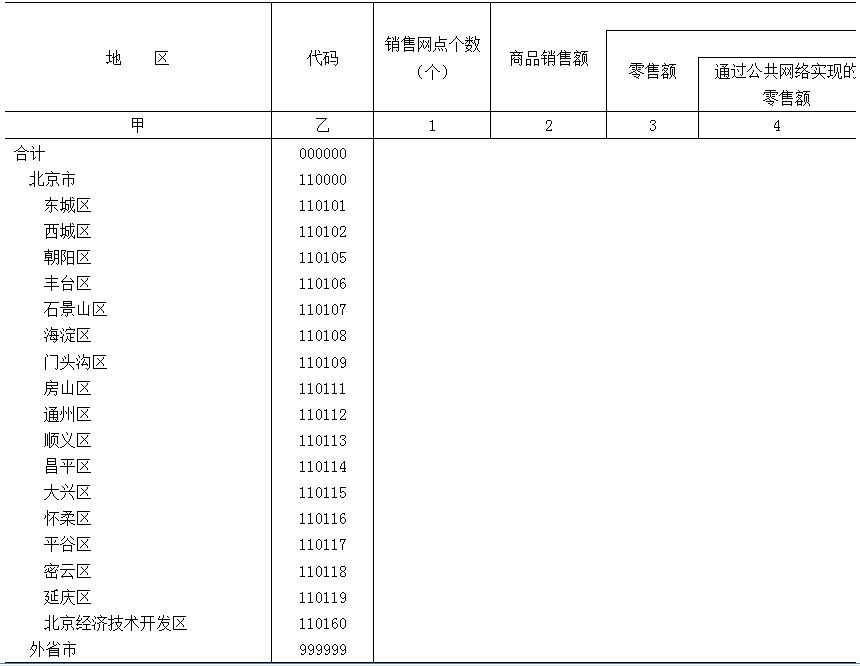 地 区 代码 销售网点个数 商品销售额
（个）
零售额 通过公共网络实现的
零售额
甲 乙 1 2 3 4
合计 000000
北京市 110000
东城区 110101
西城区 110102
朝阳区 110105
丰台区 110106
石景山区 110107
海淀区 110108
门头沟区 110109
房山区 110111
通州区 110112
顺义区 110113
昌平区 110114
大兴区 110115
怀柔区 110116
平谷区 110117
密云区 110118
延庆区 110119
北京经济技术开发区 110160
外省市 999999